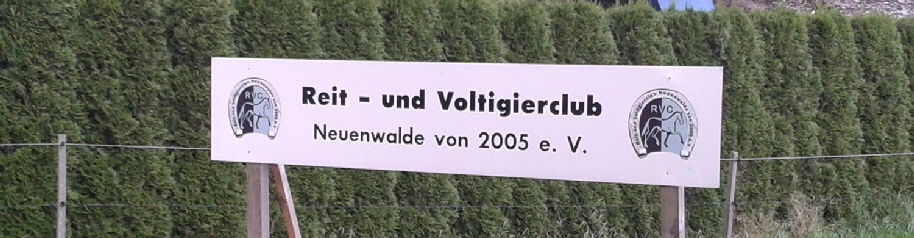 Reit - und Voltigierclub
Neuenwalde von 2005 e. V.
RVC
RVC